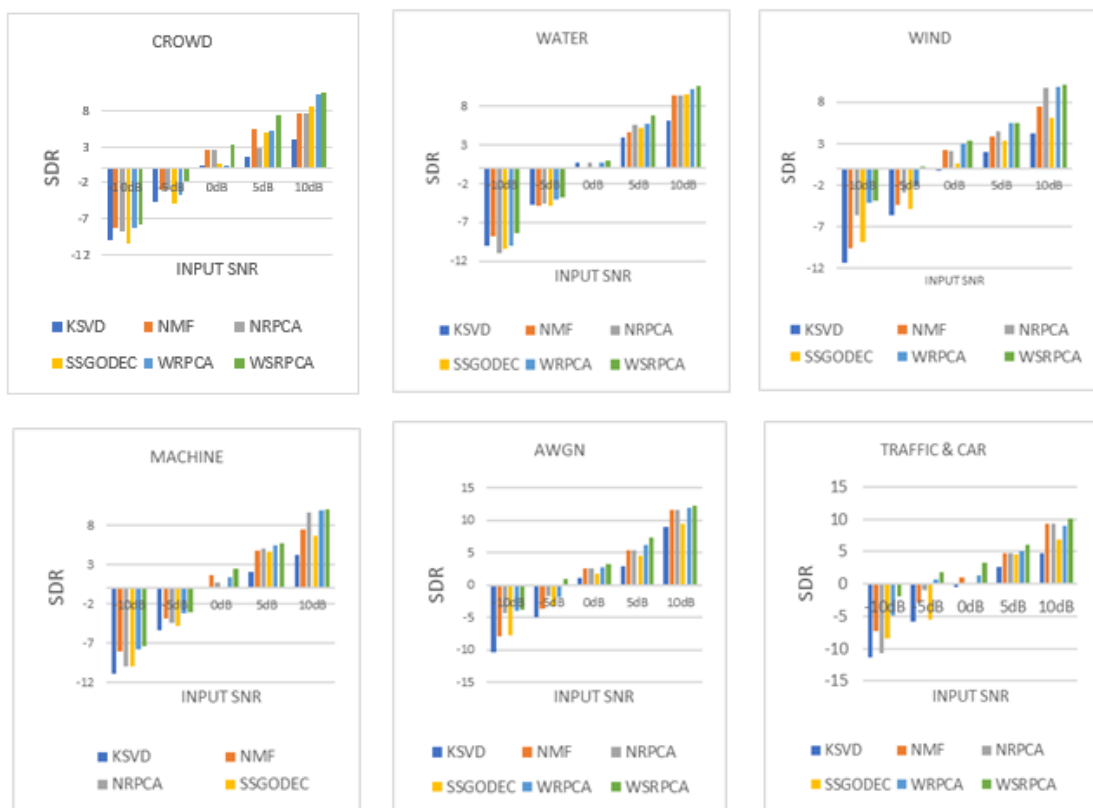 CROWD
8
3
-2
-7
-12
-10dB -5dB 0dB 5dB 10dB
SDR
INPUT SNR
KSVD NMF NRPCA
SSGODEC WRPCA WSRPCA
WATER
8
3
-2
-7
-12
-10dB -5dB 0dB 5dB 10dB
SDR
INPUT SNR
KSVD NMF NRPCA
SSGODEC WRPCA WSRPCA
WIND
8
3
-2
-7
-12
-10dB -5dB 0dB 5dB 10dB
SDR
INPUT SNR
KSVD NMF NRPCA
SSGODEC WRPCA WSRPCA
MACHINE
8
3
-2
-7
-12
-10dB -5dB 0dB 5dB 10dB
SDR
INPUT SNR
KSVD NMF
NRPCA SSGODEC
AWGN
15
10
5
0
-5
-10
-15
-10dB -5dB 0dB 5dB 10dB
SDR
INPUT SNR
KSVD NMF NRPCA
SSGODEC WRPCA WSRPCA
TRAFFIC & CAR
15
10
5
0
-5
-10
-15
-10dB -5dB 0dB 5dB 10dB
SDR
INPUT SNR
KSVD NMF NRPCA
SSGODEC WRPCA WSRPCA